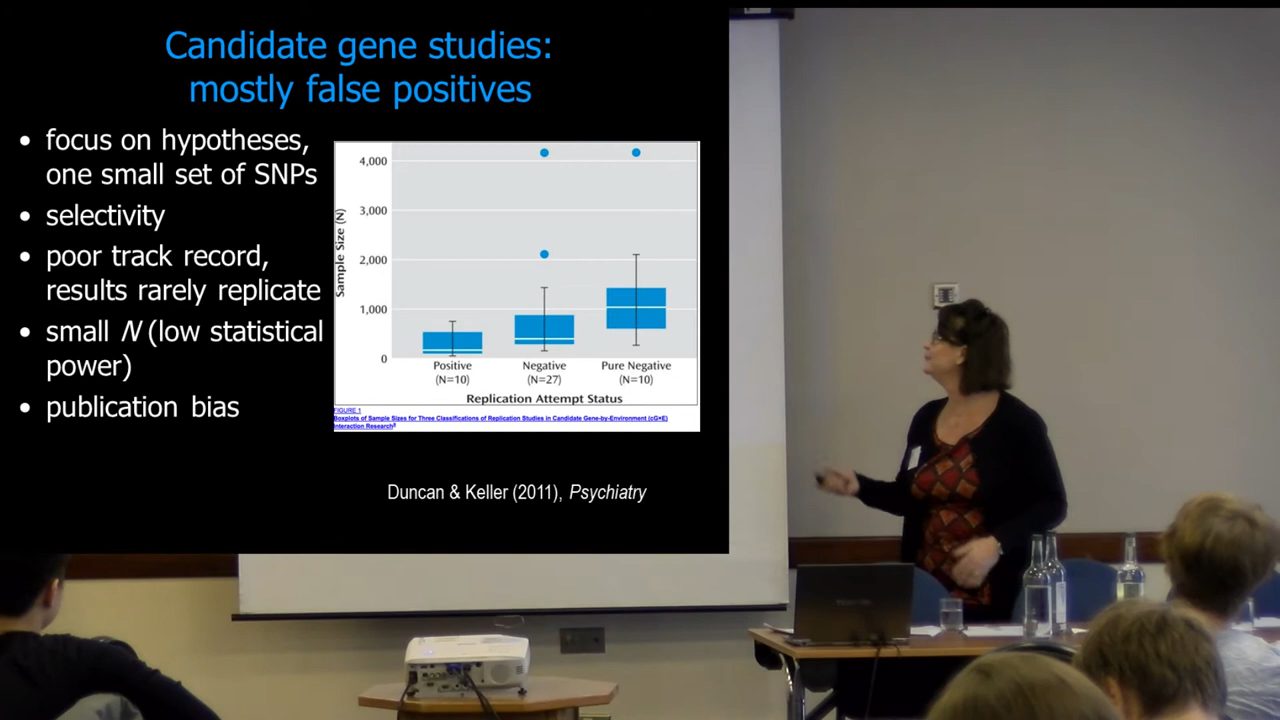 Candidate gene studies:
mostly false positives
• focus on hypotheses,
one small set of SNPs
• selectivity
• poor track record,
results rarely replicate
• small N (low statistical
power)
• publication bias
Sample Size (N)
4,000
3,000
2,000
1,000
0
Positive Negative Pure Negative
(N=10) (N=27) (N=10)
Replication Attempt Status
FIGURE 1
Boxplots of Sample Sizes for Three Classifications of Replication Studies in Candidate Gene-by-Environment (cG×E)
Interaction Research
Duncan & Keller (2011), Psychiatry